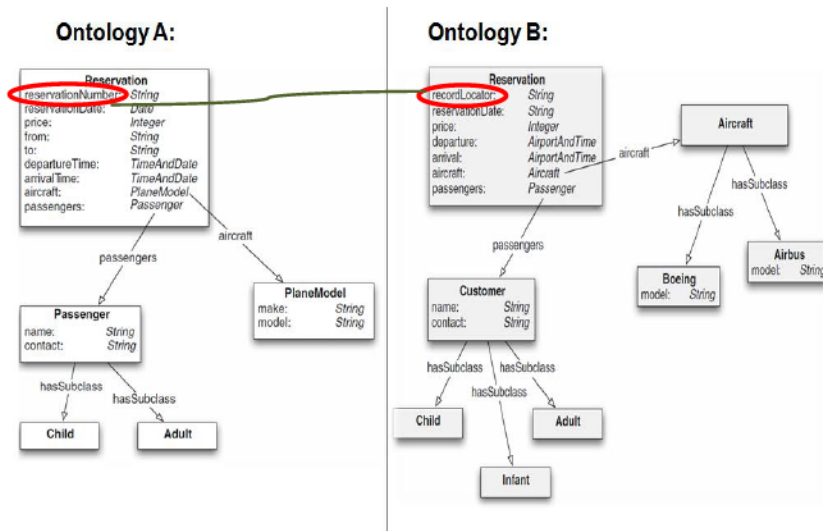 Ontology A:
Reservation
reservationNumber: String
reservationDate: Date
price: Integer
from: String
to: String
departureTime: TimeAndDate
arrivalTime: TimeAndDate
aircraft: PlaneModel
passengers: Passenger
aircraft
passengers
PlaneModel
make: String
model: String
Passenger
name: String
contact: String
hasSubclass
hasSubclass
Child
Adult
Ontology B:
Reservation
recordLocator: String
reservationDate: String
price: Integer
departure: AirportAndTime
arrival: AirportAndTime
aircraft: Aircraft
passengers: Passenger
aircraft
Aircraft
hasSubclass
hasSubclass
Airbus
model: String
Boeing
model: String
passengers
Customer
name: String
contact: String
hasSubclass
hasSubclass
hasSubclass
Child
Adult
Infant